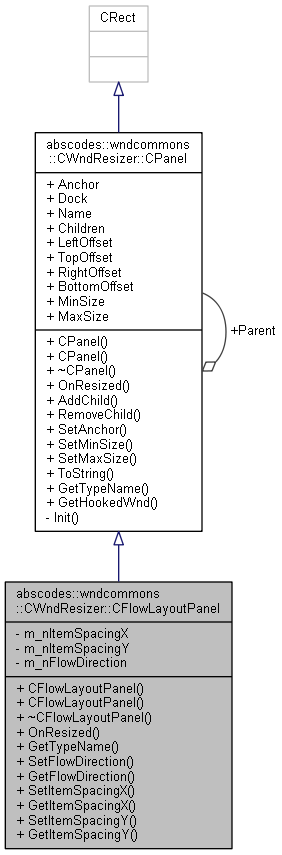 CRect
abscodes::wndcommons
::CWndResizer::CPanel
+ Anchor
+ Dock
+ Name
+ Children
+ LeftOffset
+ TopOffset
+ RightOffset
+ BottomOffset
+ MinSize
+ MaxSize
+ CPanel()
+ CPanel()
+ ~CPanel()
+ OnResized()
+ AddChild()
+ RemoveChild()
+ SetAnchor()
+ SetMinSize()
+ SetMaxSize()
+ ToString()
+ GetTypeName()
+ GetHookedWnd()
- Init()
+Parent
abscodes::wndcommons
::CWndResizer::CFlowLayoutPanel
- m_nItemSpacingX
- m_nItemSpacingY
- m_nFlowDirection
+ CFlowLayoutPanel()
+ CFlowLayoutPanel()
+ ~CFlowLayoutPanel()
+ OnResized()
+ GetTypeName()
+ SetFlowDirection()
+ GetFlowDirection()
+ SetItemSpacingX()
+ GetItemSpacingX()
+ SetItemSpacingY()
+ GetItemSpacingY()